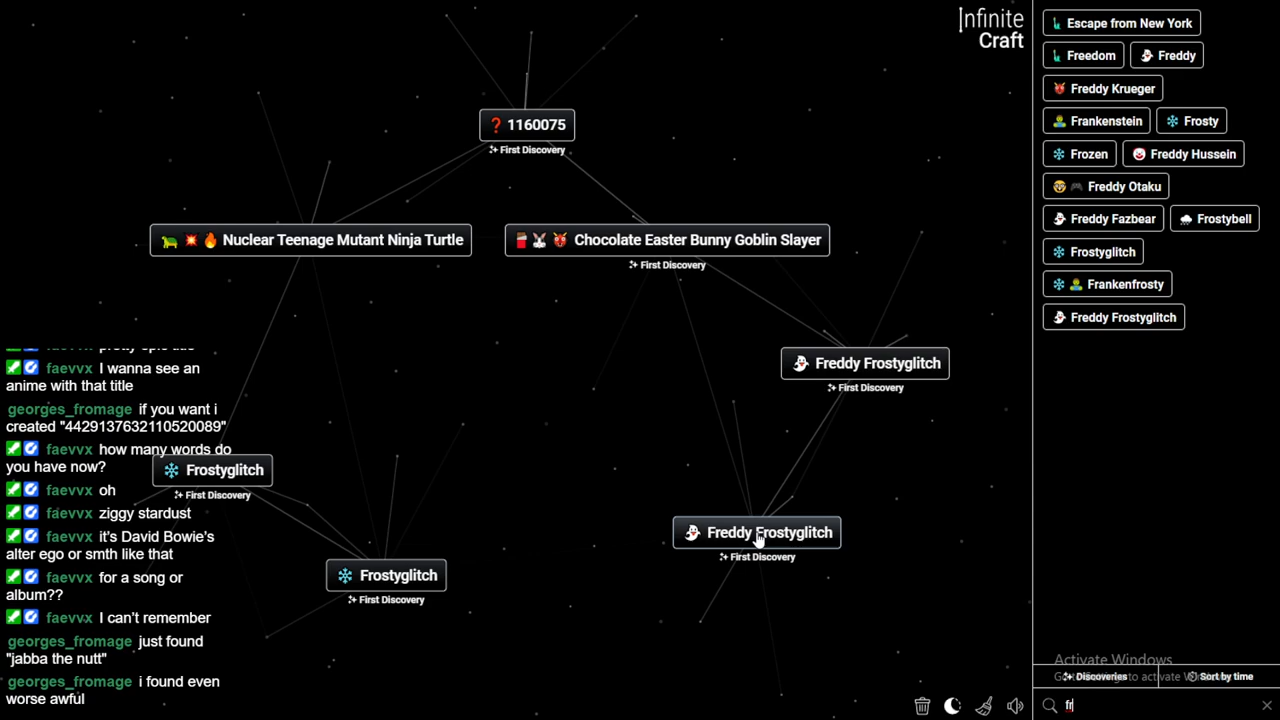 Infinite
Craft
❓ 1160075
✨ First Discovery
🐢 💥 🔥 Nuclear Teenage Mutant Ninja Turtle
🍫 🐰 👹 Chocolate Easter Bunny Goblin Slayer
✨ First Discovery
👻 Freddy Frostyglitch
✨ First Discovery
❄️ Frostyglitch
✨ First Discovery
👻 Freddy Frostyglitch
✨ First Discovery
❄️ Frostyglitch
✨ First Discovery
faevvx I wanna see an
anime with that title
georges_fromage if you want i
created "4429137632110520089"
faevvx how many words do
you have now?
faevvx oh
faevvx ziggy stardust
faevvx it's David Bowie's
alter ego or smth like that
faevvx for a song or
album??
faevvx I can't remember
georges_fromage just found
"jabba the nutt"
georges_fromage i found even
worse awful
🗽 Escape from New York
🗽 Freedom
👻 Freddy
👹 Freddy Krueger
🧟‍♂️ Frankenstein
❄️ Frosty
❄️ Frozen
🤡 Freddy Hussein
🤓 🎮 Freddy Otaku
👻 Freddy Fazbear
🌨️ Frostybell
❄️ Frostyglitch
❄️ 🧟‍♂️ Frankenfrosty
👻 Freddy Frostyglitch
Activate Windows
to activate
✨ Discoveries
Sort by time
fr